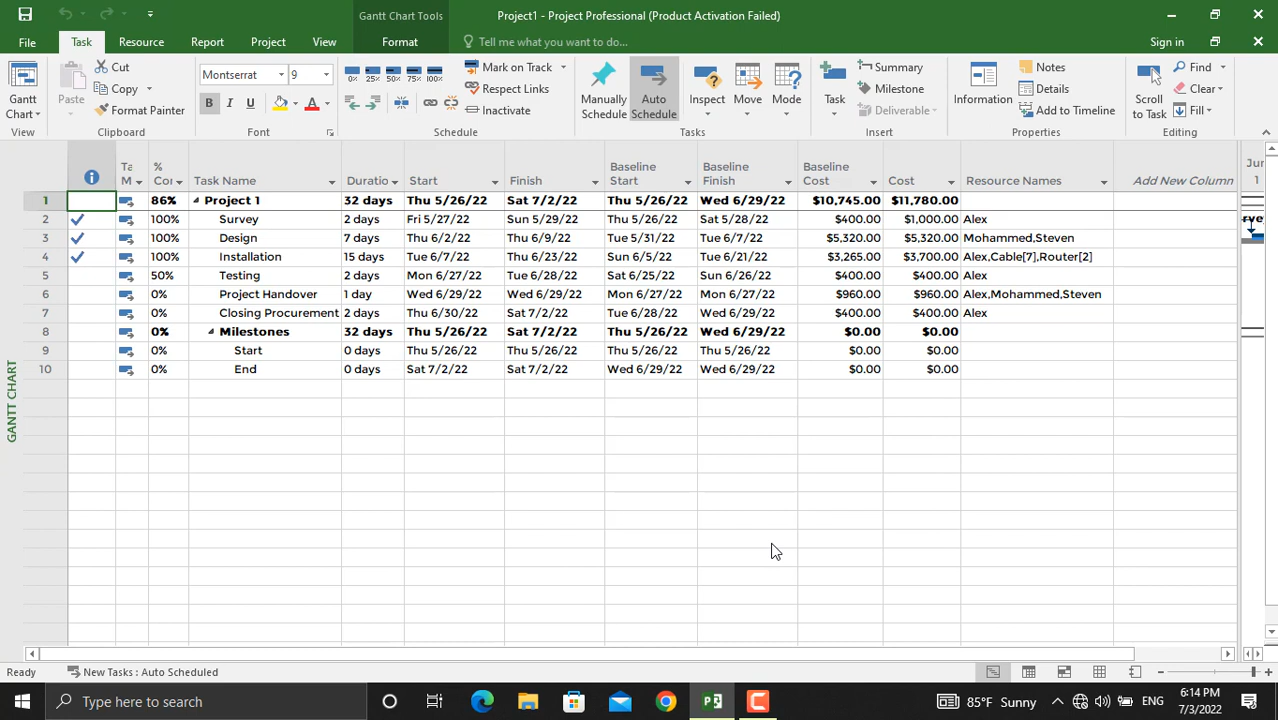 Gantt Chart Tools
Project1 - Project Professional (Product Activation Failed)
File
Task
Resource
Report
Project
View
Format
Tell me what you want to do...
Sign in
Gantt Chart
View
Paste
Cut
Copy
Format Painter
Clipboard
Montserrat
9
B I U
A
Font
0% 25% 50% 75% 100%
Mark on Track
Respect Links
Inactivate
Schedule
Manually Schedule
Auto Schedule
Inspect
Move
Mode
Tasks
Task
Summary
Milestone
Deliverable
Insert
Information
Notes
Details
Add to Timeline
Properties
Scroll to Task
Find
Clear
Fill
Editing
Ta M
% Cor
Task Name
Duratio
Start
Finish
Baseline Start
Baseline Finish
Baseline Cost
Cost
Resource Names
Add New Column
Jur
1
1 86% Project 1 32 days Thu 5/26/22 Sat 7/2/22 Thu 5/26/22 Wed 6/29/22 $10,745.00 $11,780.00
2 100% Survey 2 days Fri 5/27/22 Sun 5/29/22 Thu 5/26/22 Sat 5/28/22 $400.00 $1,000.00 Alex
3 100% Design 7 days Thu 6/2/22 Thu 6/9/22 Tue 5/31/22 Tue 6/7/22 $5,320.00 $5,320.00 Mohammed,Steven
4 100% Installation 15 days Tue 6/7/22 Thu 6/23/22 Sun 6/5/22 Tue 6/21/22 $3,265.00 $3,700.00 Alex,Cable[7],Router[2]
5 50% Testing 2 days Mon 6/27/22 Tue 6/28/22 Sat 6/25/22 Sun 6/26/22 $400.00 $400.00 Alex
6 0% Project Handover 1 day Wed 6/29/22 Wed 6/29/22 Mon 6/27/22 Mon 6/27/22 $960.00 $960.00 Alex,Mohammed,Steven
7 0% Closing Procurement 2 days Thu 6/30/22 Sat 7/2/22 Tue 6/28/22 Wed 6/29/22 $400.00 $400.00 Alex
8 0% Milestones 32 days Thu 5/26/22 Sat 7/2/22 Thu 5/26/22 Wed 6/29/22 $0.00 $0.00
9 0% Start 0 days Thu 5/26/22 Thu 5/26/22 Thu 5/26/22 Thu 5/26/22 $0.00 $0.00
10 0% End 0 days Sat 7/2/22 Sat 7/2/22 Wed 6/29/22 Wed 6/29/22 $0.00 $0.00
GANTT CHART
Ready
New Tasks : Auto Scheduled
Type here to search
85°F Sunny
ENG
6:14 PM
7/3/2022